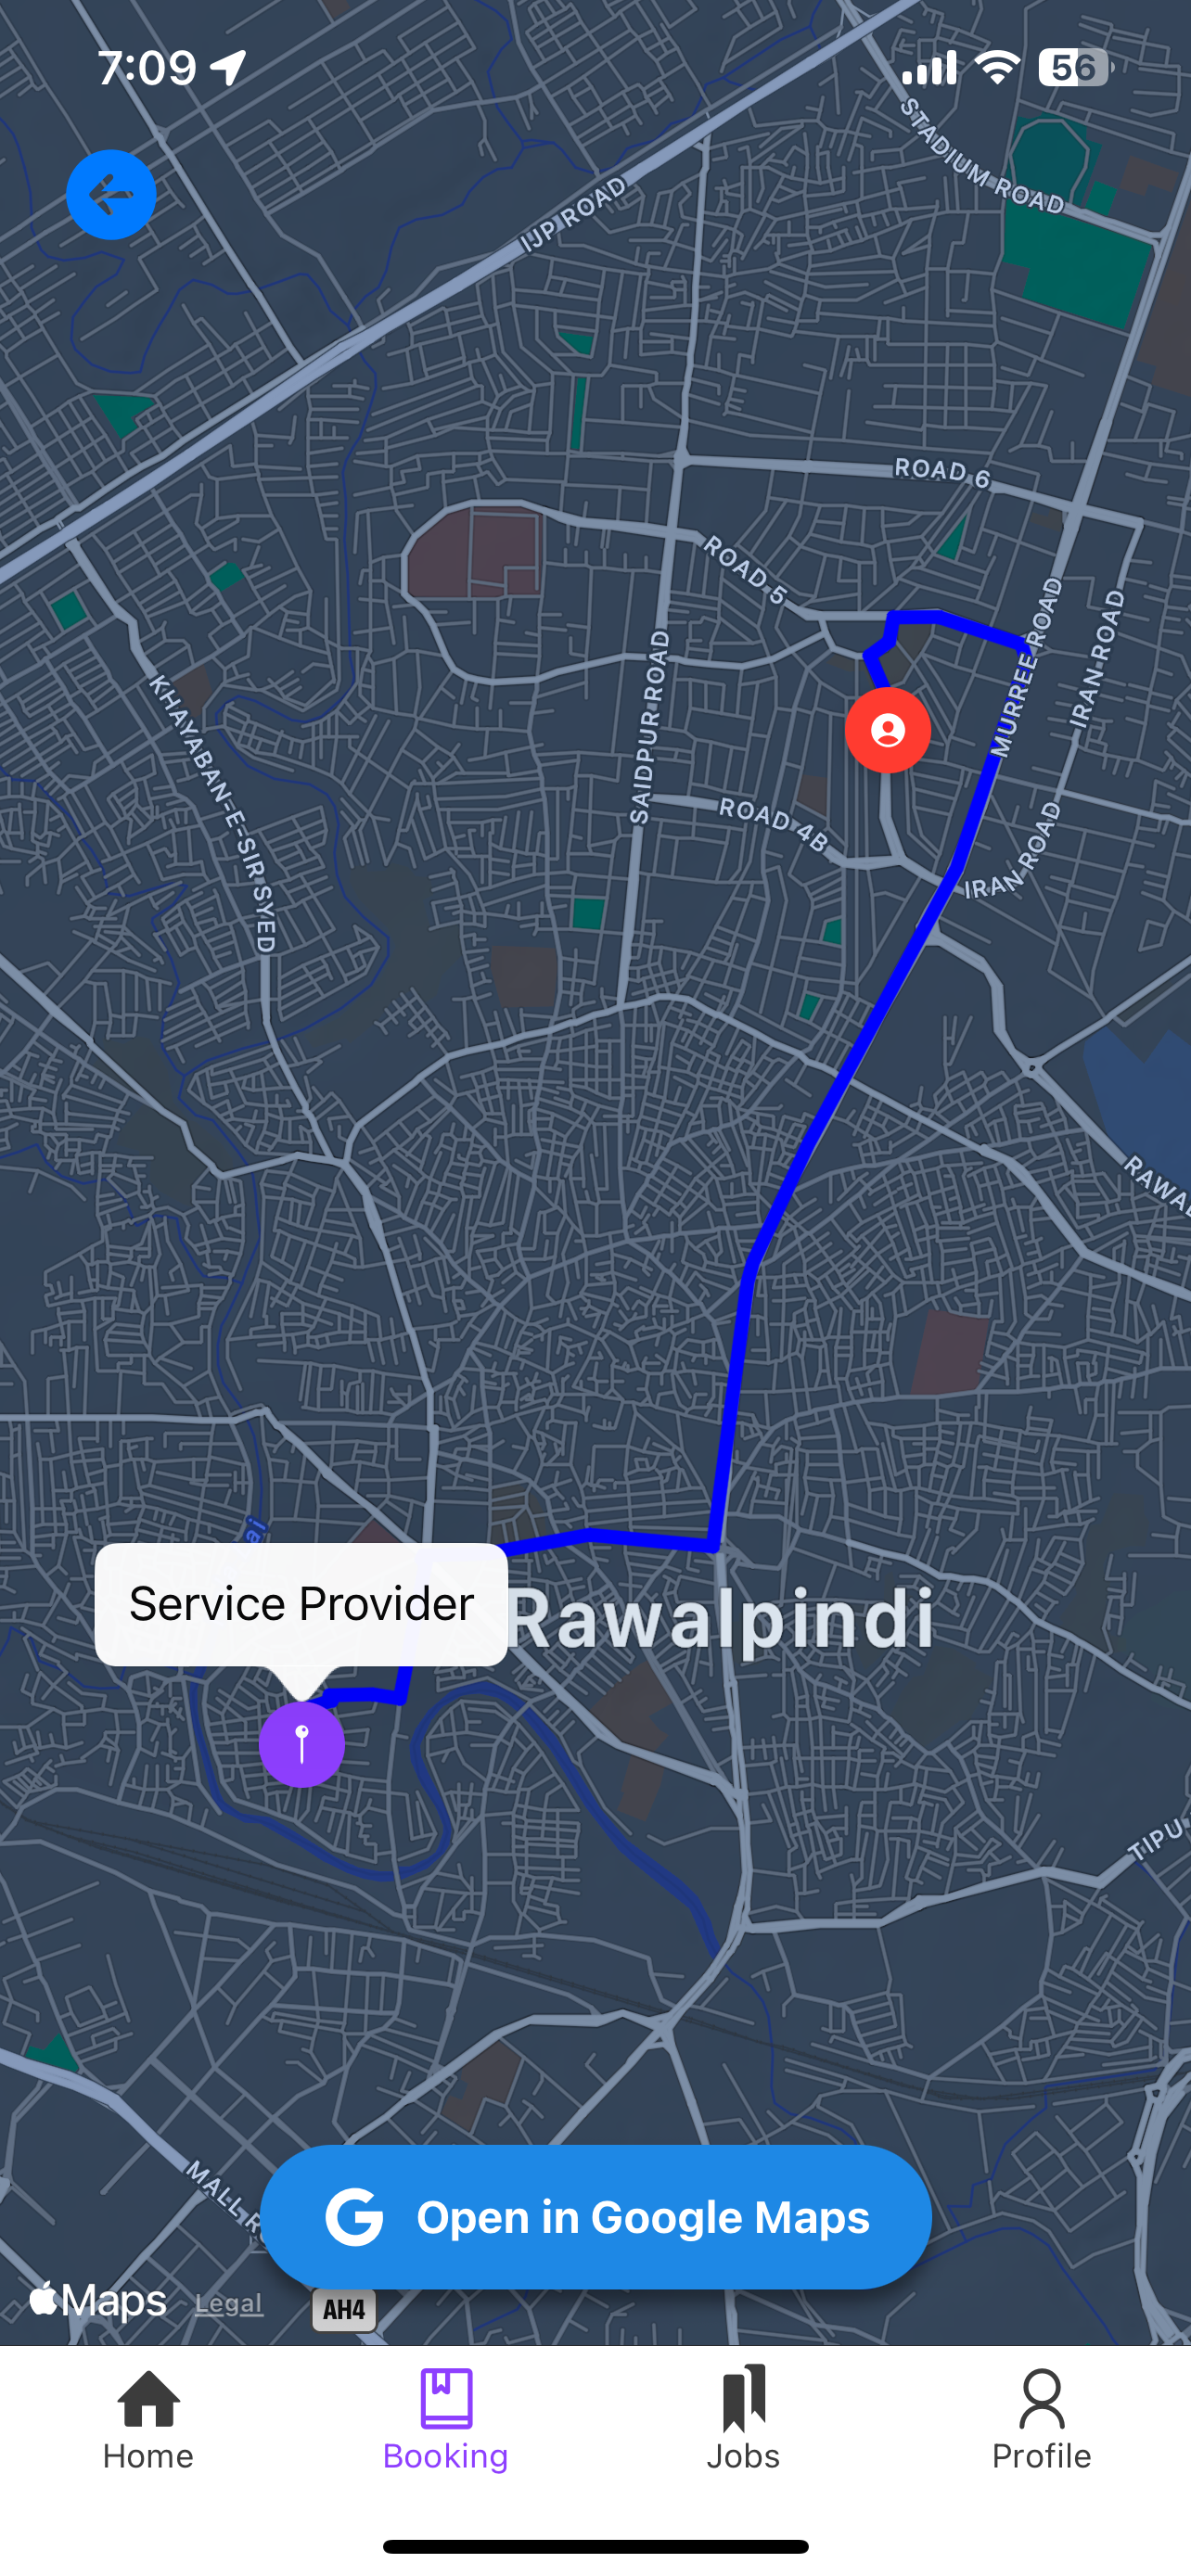 7:09
56
STADIUM ROAD
IJP ROAD
ROAD 6
ROAD 5
MURREE ROAD
IRAN ROAD
SAIDPUR ROAD
KHAYABAN-E-SIR SYED
ROAD 4B
IRAN ROAD
RAWAL
ai
Service Provider
Rawalpindi
TIPU
MALL R
G Open in Google Maps
Maps Legal
AH4
Home Booking Jobs Profile